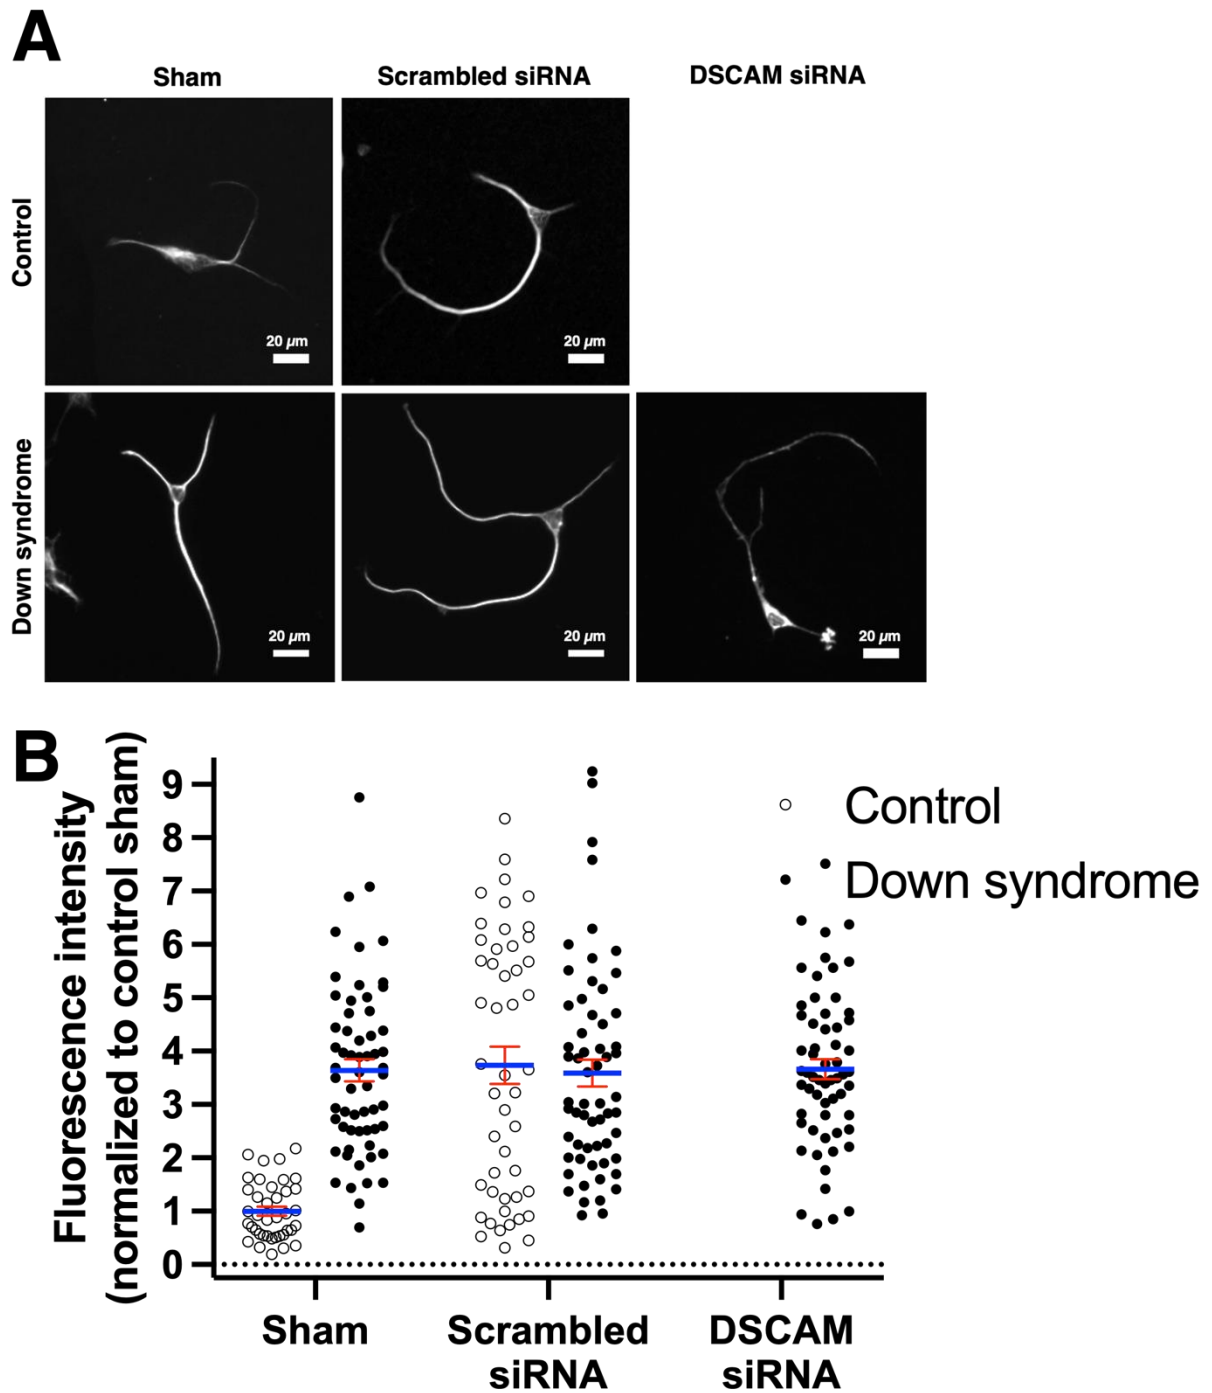 A
Sham
Scrambled siRNA
DSCAM siRNA
Control
20 µm
20 µm
Down syndrome
20 µm
20 µm
20 µm
B
Fluorescence intensity
(normalized to control sham)
9
8
7
6
5
4
3
2
1
0
Control
Down syndrome
Sham
Scrambled
siRNA
DSCAM
siRNA